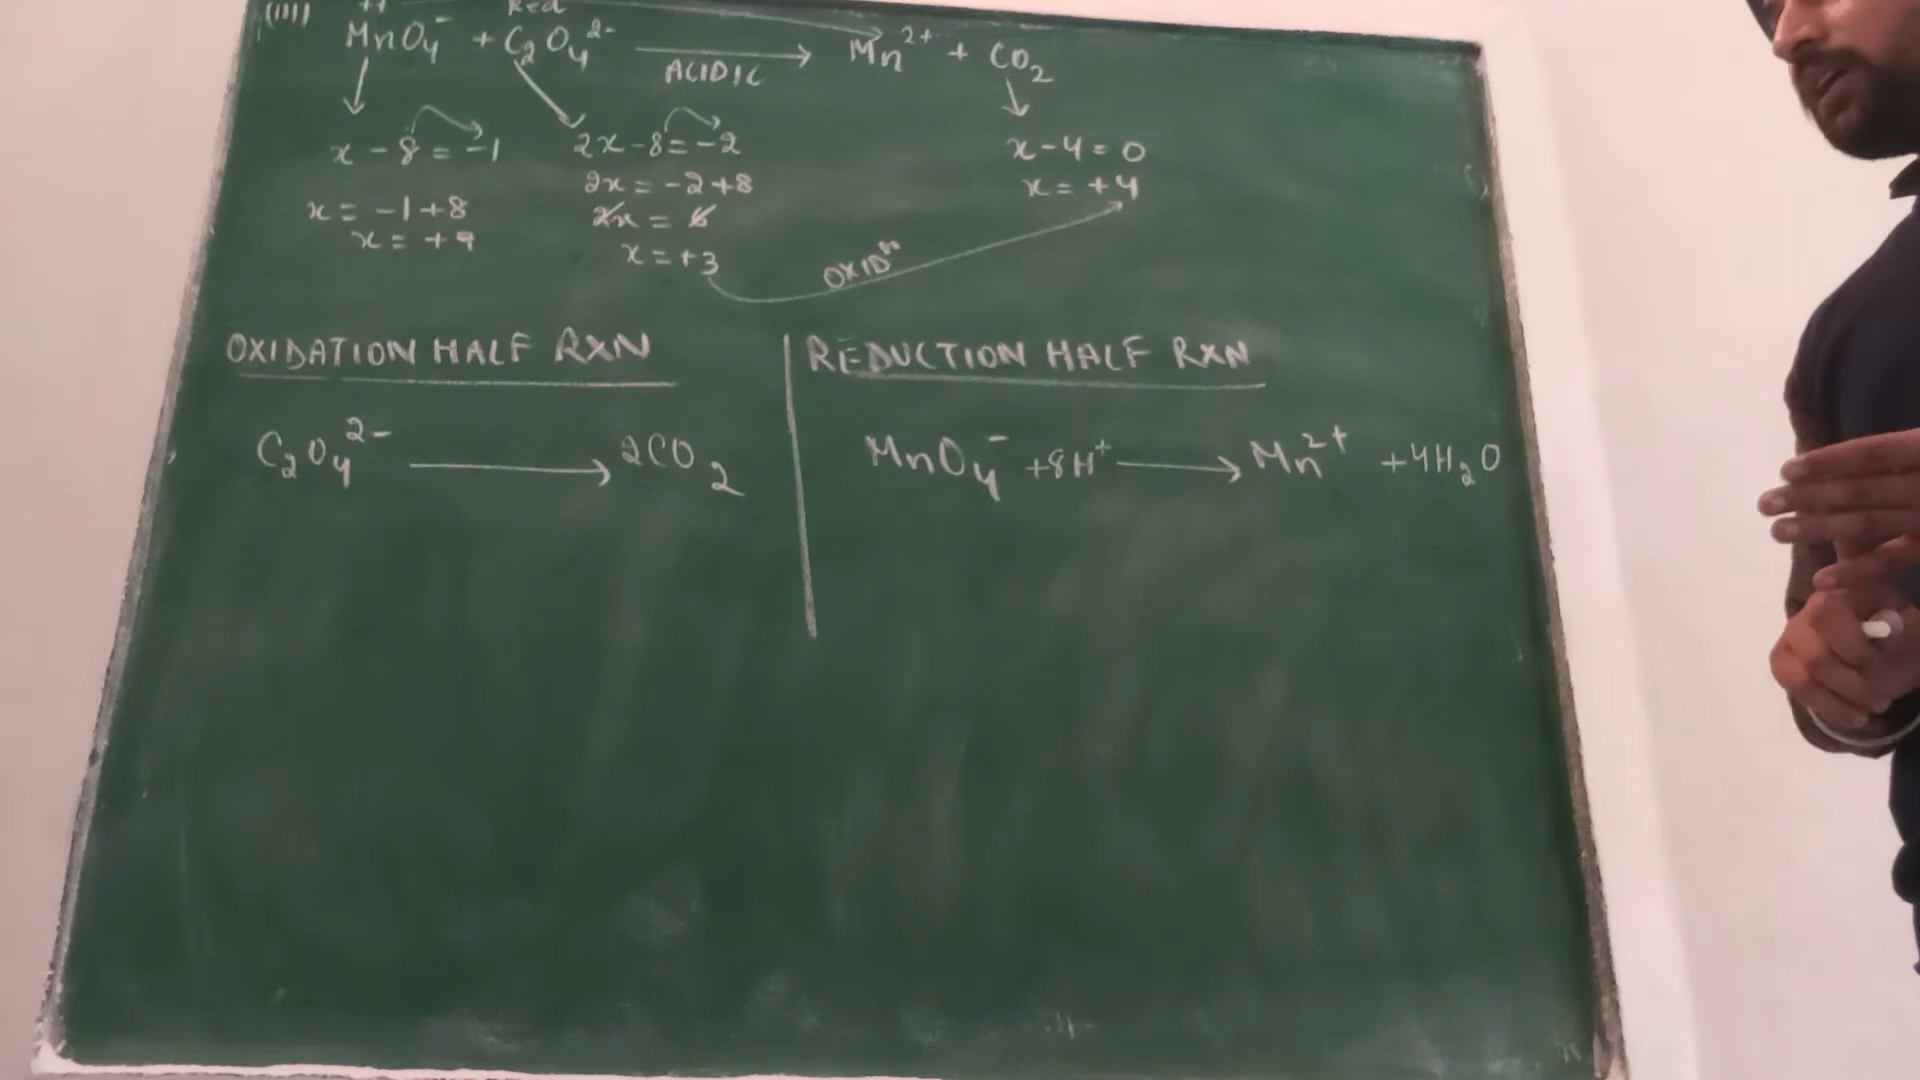 (III)
Red
MnO₄⁻ + C₂O₄²⁻ ⟶ Mn²⁺ + CO₂
ACIDIC
x - 8 = -1
x = -1 + 8
2x - 8 = -2
2x = -2 + 8
2x = 6
x = +3
x - 4 = 0
x = +4
OXIDⁿ
OXIDATION HALF RXN
C₂O₄²⁻ ⟶ 2CO₂
REDUCTION HALF RXN
MnO₄⁻ + 8H⁺ ⟶ Mn²⁺ + 4H₂O